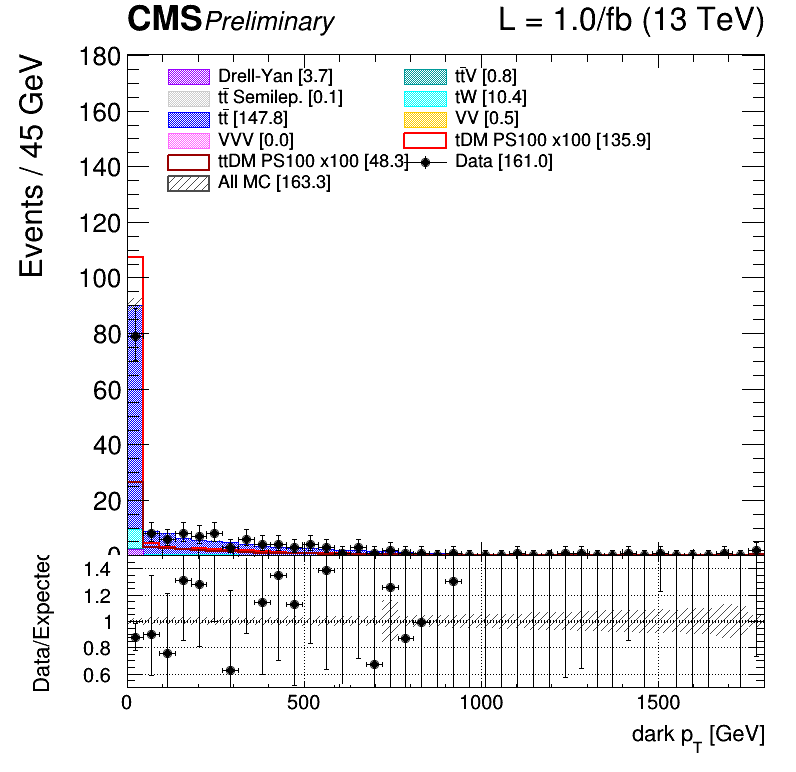 CMS Preliminary L = 1.0/fb (13 TeV)
Events / 45 GeV
180
160
140
120
100
80
60
40
20
0
Drell-Yan [3.7]
tt̄ Semilep. [0.1]
tt̄ [147.8]
VVV [0.0]
ttDM PS100 x100 [48.3]
All MC [163.3]
tt̄V [0.8]
tW [10.4]
VV [0.5]
tDM PS100 x100 [135.9]
Data [161.0]
Data/Expected
1.4
1.2
1
0.8
0.6
0 500 1000 1500
dark p_T [GeV]